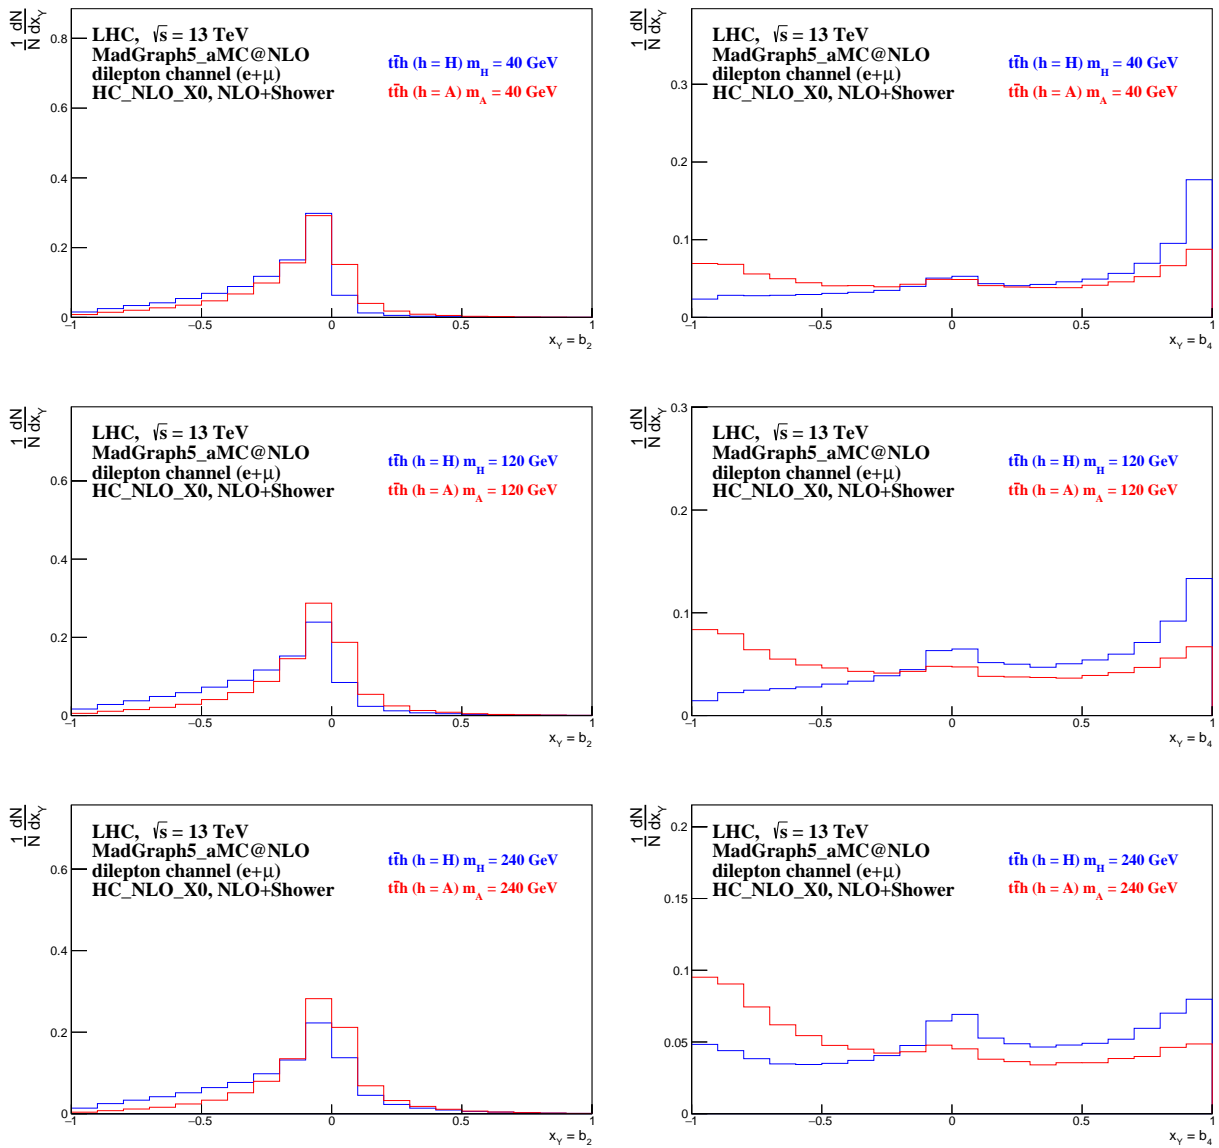 1/N dN/dx_Y
LHC, √s = 13 TeV
MadGraph5_aMC@NLO
dilepton channel (e+μ)
HC_NLO_X0, NLO+Shower
tt̄h (h = H) m_H = 40 GeV
tt̄h (h = A) m_A = 40 GeV
0.8
0.6
0.4
0.2
0
−1 −0.5 0 0.5 1
x_Y = b_2
1/N dN/dx_Y
LHC, √s = 13 TeV
MadGraph5_aMC@NLO
dilepton channel (e+μ)
HC_NLO_X0, NLO+Shower
tt̄h (h = H) m_H = 40 GeV
tt̄h (h = A) m_A = 40 GeV
0.3
0.2
0.1
0
−1 −0.5 0 0.5 1
x_Y = b_4
1/N dN/dx_Y
LHC, √s = 13 TeV
MadGraph5_aMC@NLO
dilepton channel (e+μ)
HC_NLO_X0, NLO+Shower
tt̄h (h = H) m_H = 120 GeV
tt̄h (h = A) m_A = 120 GeV
0.6
0.4
0.2
0
−1 −0.5 0 0.5 1
x_Y = b_2
1/N dN/dx_Y
LHC, √s = 13 TeV
MadGraph5_aMC@NLO
dilepton channel (e+μ)
HC_NLO_X0, NLO+Shower
tt̄h (h = H) m_H = 120 GeV
tt̄h (h = A) m_A = 120 GeV
0.3
0.2
0.1
0
−1 −0.5 0 0.5 1
x_Y = b_4
1/N dN/dx_Y
LHC, √s = 13 TeV
MadGraph5_aMC@NLO
dilepton channel (e+μ)
HC_NLO_X0, NLO+Shower
tt̄h (h = H) m_H = 240 GeV
tt̄h (h = A) m_A = 240 GeV
0.6
0.4
0.2
0
−1 −0.5 0 0.5 1
x_Y = b_2
1/N dN/dx_Y
LHC, √s = 13 TeV
MadGraph5_aMC@NLO
dilepton channel (e+μ)
HC_NLO_X0, NLO+Shower
tt̄h (h = H) m_H = 240 GeV
tt̄h (h = A) m_A = 240 GeV
0.2
0.15
0.1
0.05
0
−1 −0.5 0 0.5 1
x_Y = b_4